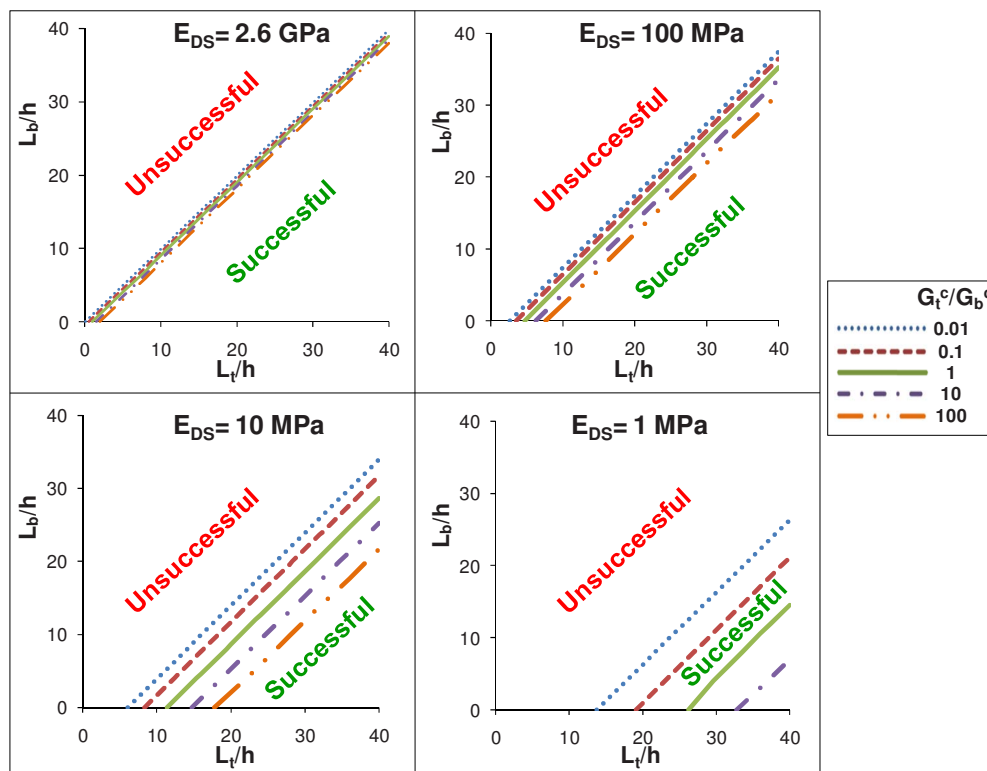 E_DS= 2.6 GPa
40
30
20
10
0
L_b/h
Unsuccessful
Successful
0 10 20 30 40
L_t/h
E_DS= 100 MPa
40
30
20
10
0
L_b/h
Unsuccessful
Successful
0 10 20 30 40
L_t/h
G_t^c/G_b^c
0.01
0.1
1
10
100
E_DS= 10 MPa
40
30
20
10
0
L_b/h
Unsuccessful
Successful
0 10 20 30 40
L_t/h
E_DS= 1 MPa
40
30
20
10
0
L_b/h
Unsuccessful
Successful
0 10 20 30 40
L_t/h